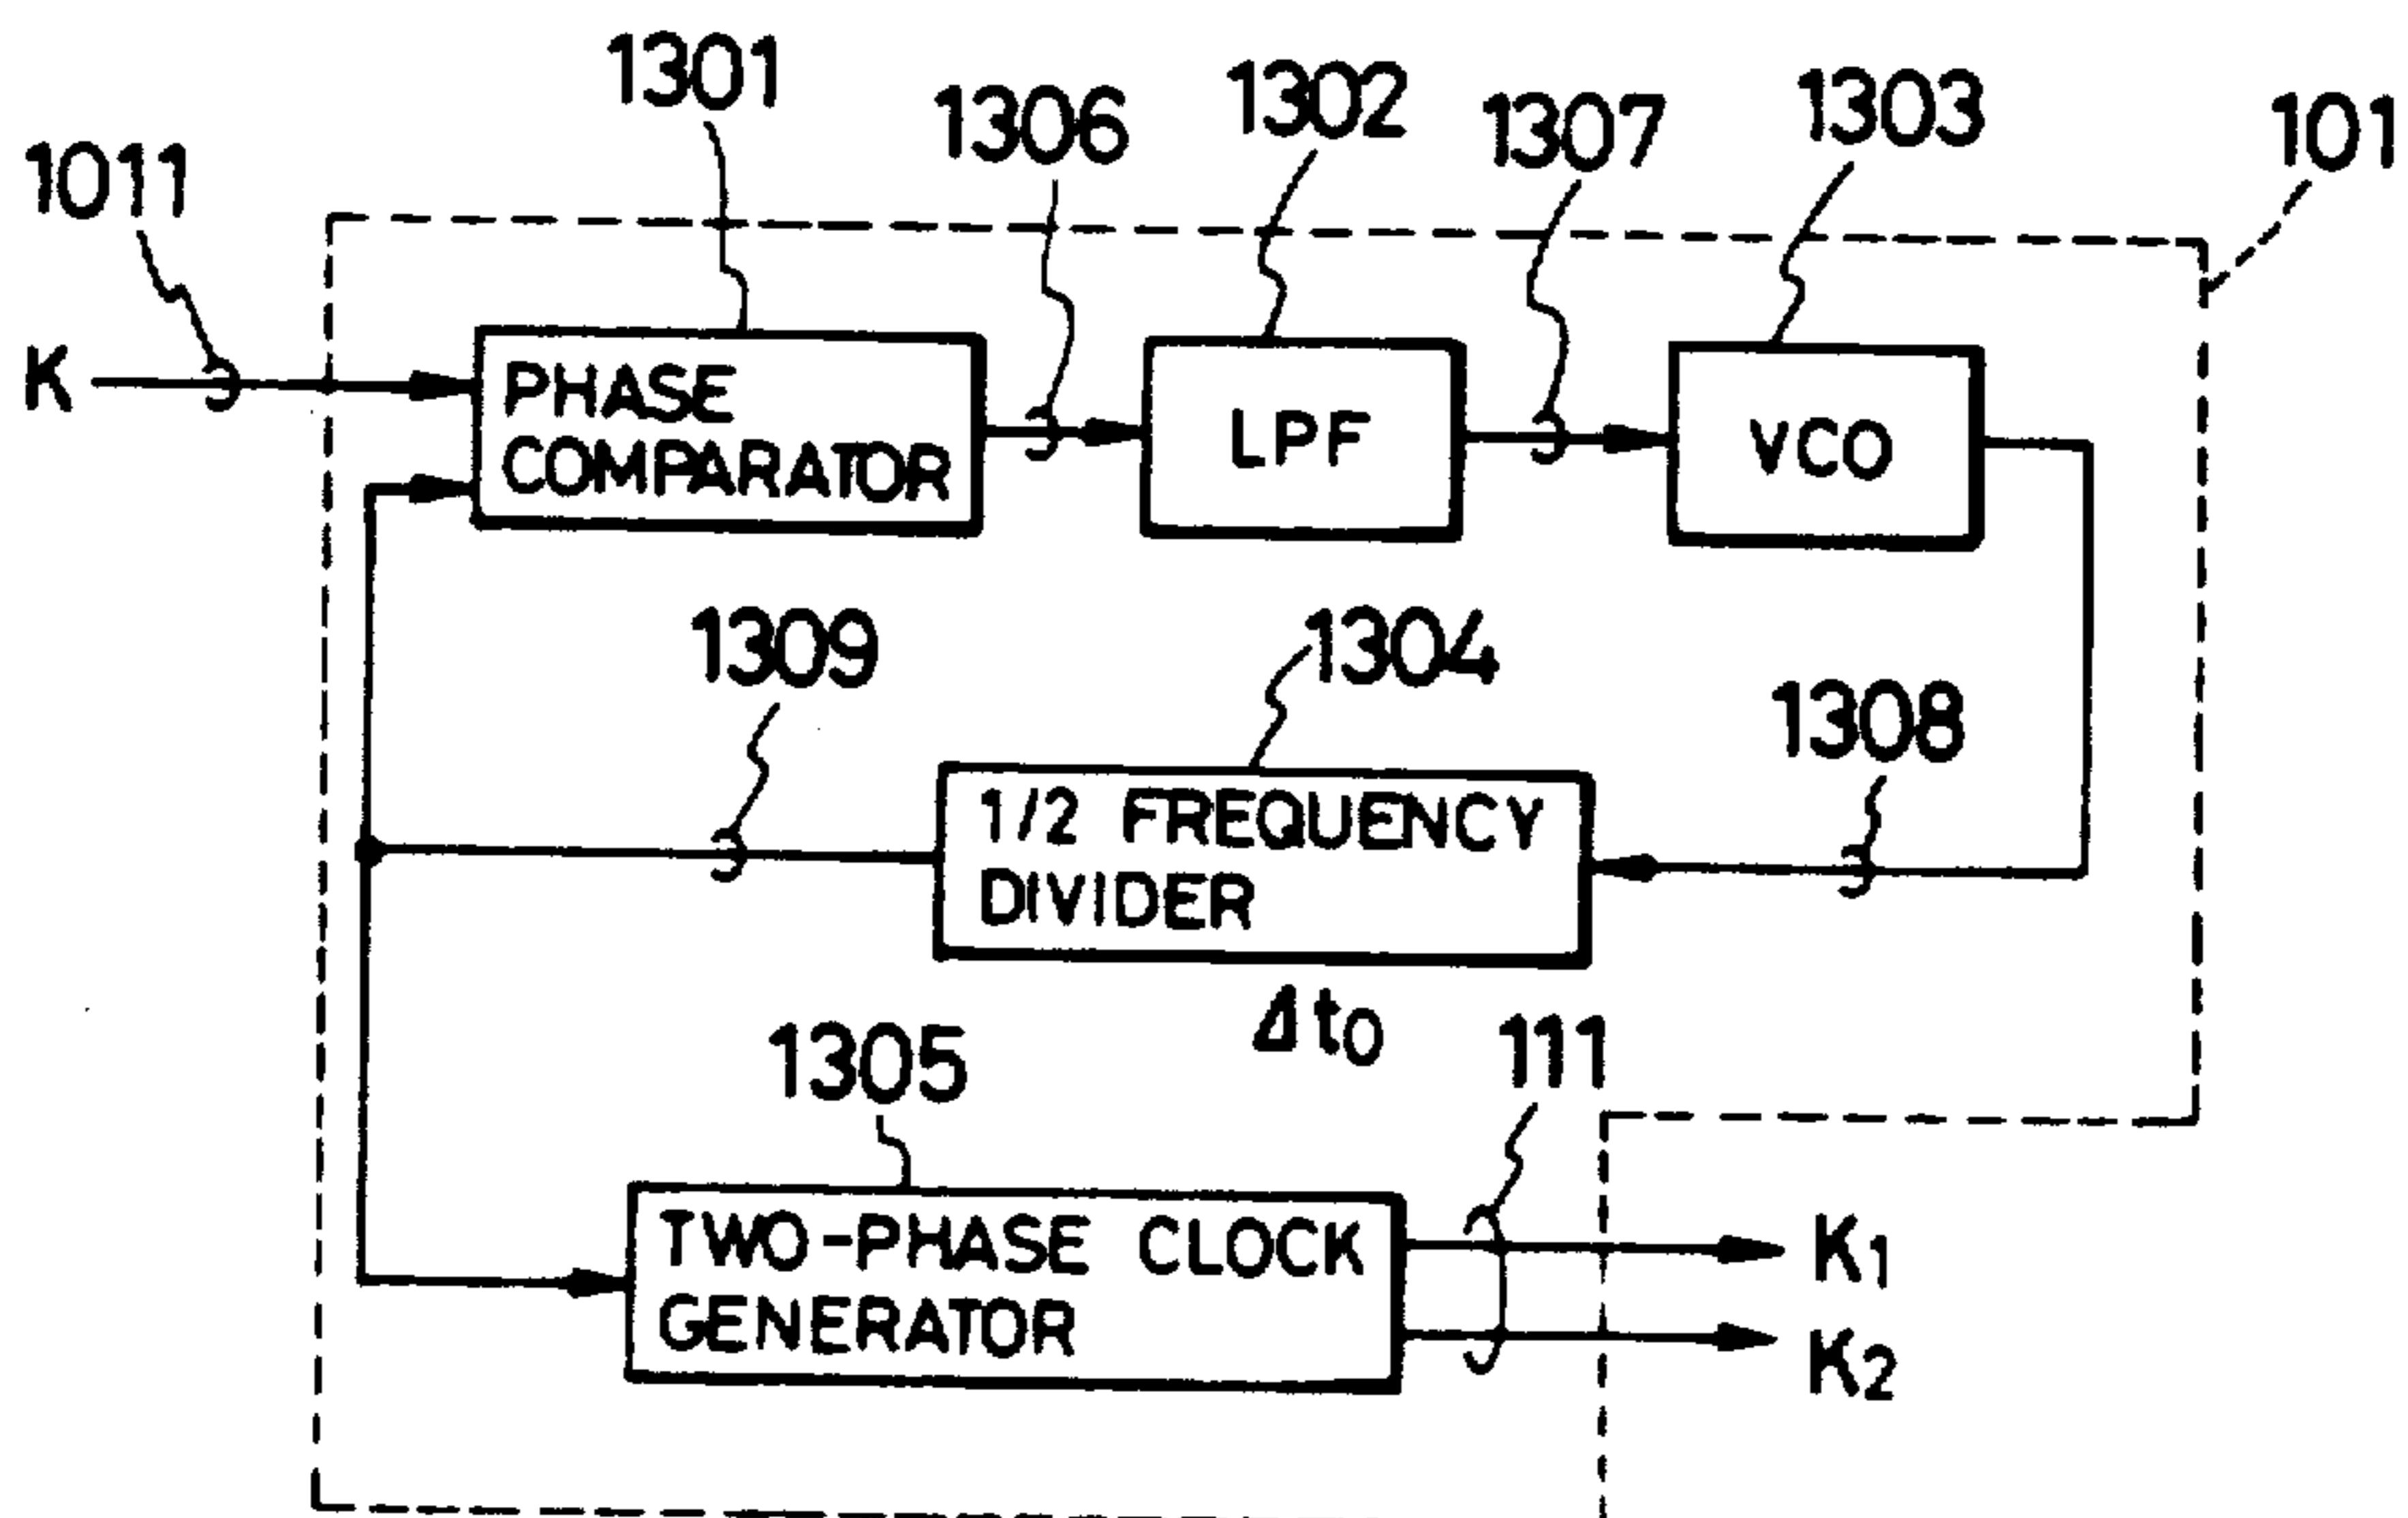 1301
1306
1302
1307
1303
101
1011
K
PHASE
COMPARATOR
LPF
VCO
1309
1304
1308
1/2 FREQUENCY
DIVIDER
Δt0
1305
111
TWO-PHASE CLOCK
GENERATOR
K1
K2